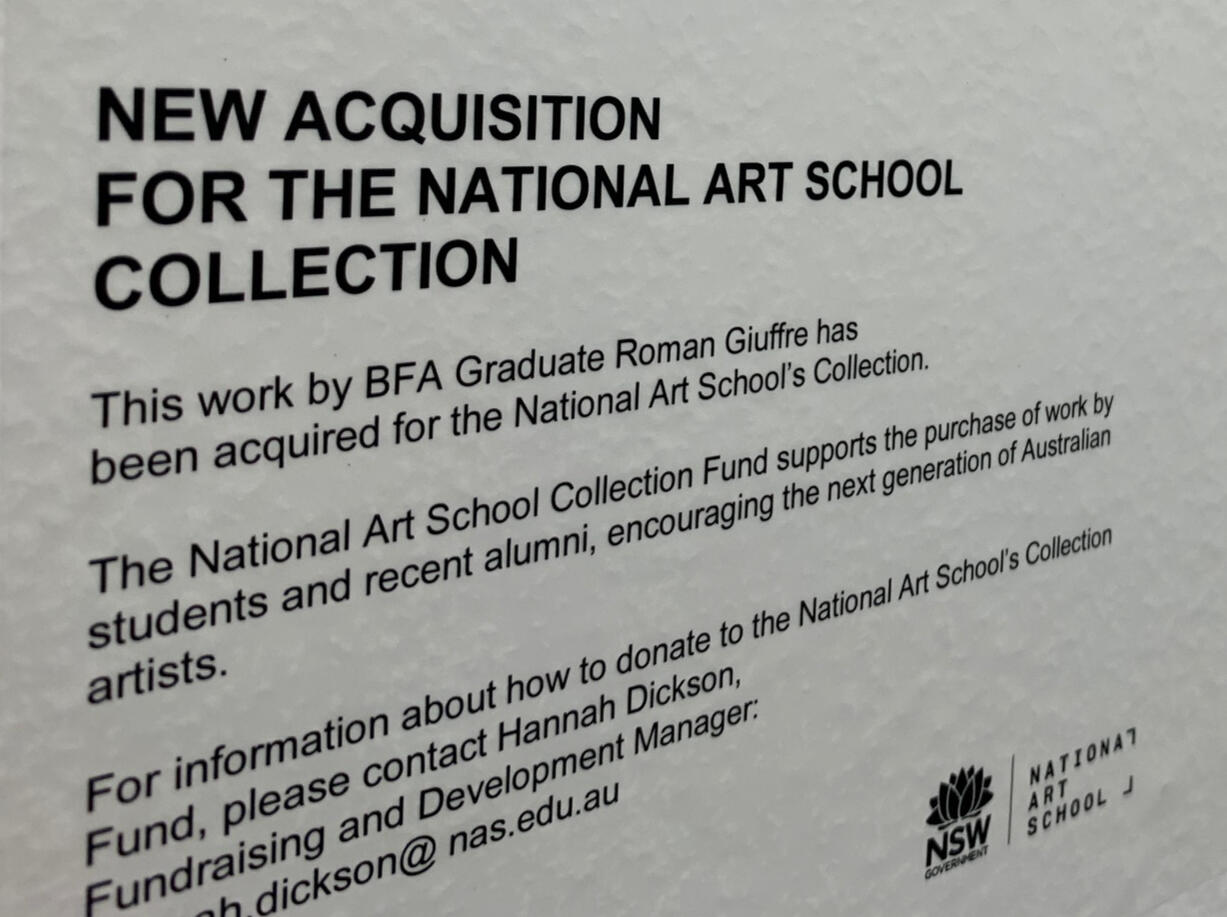 NEW ACQUISITION
FOR THE NATIONAL ART SCHOOL
COLLECTION
This work by BFA Graduate Roman Giuffre has
been acquired for the National Art School's Collection.
The National Art School Collection Fund supports the purchase of work by
students and recent alumni, encouraging the next generation of Australian
artists.
For information about how to donate to the National Art School's Collection
Fund, please contact Hannah Dickson,
Fundraising and Development Manager:
ah.dickson@ nas.edu.au
NSW
GOVERNMENT
NATIONAL
ART
SCHOOL